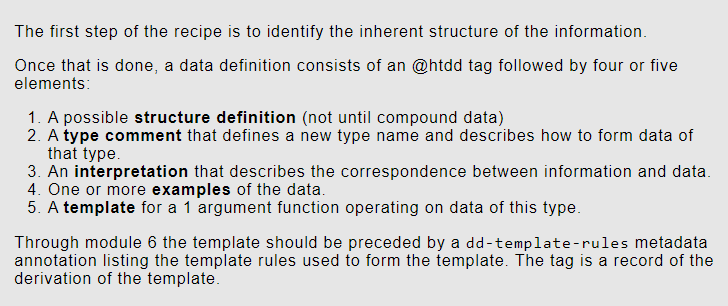 The first step of the recipe is to identify the inherent structure of the information.
Once that is done, a data definition consists of an @htdd tag followed by four or five
elements:
1. A possible structure definition (not until compound data)
2. A type comment that defines a new type name and describes how to form data of
that type.
3. An interpretation that describes the correspondence between information and data.
4. One or more examples of the data.
5. A template for a 1 argument function operating on data of this type.
Through module 6 the template should be preceded by a dd-template-rules metadata
annotation listing the template rules used to form the template. The tag is a record of the
derivation of the template.